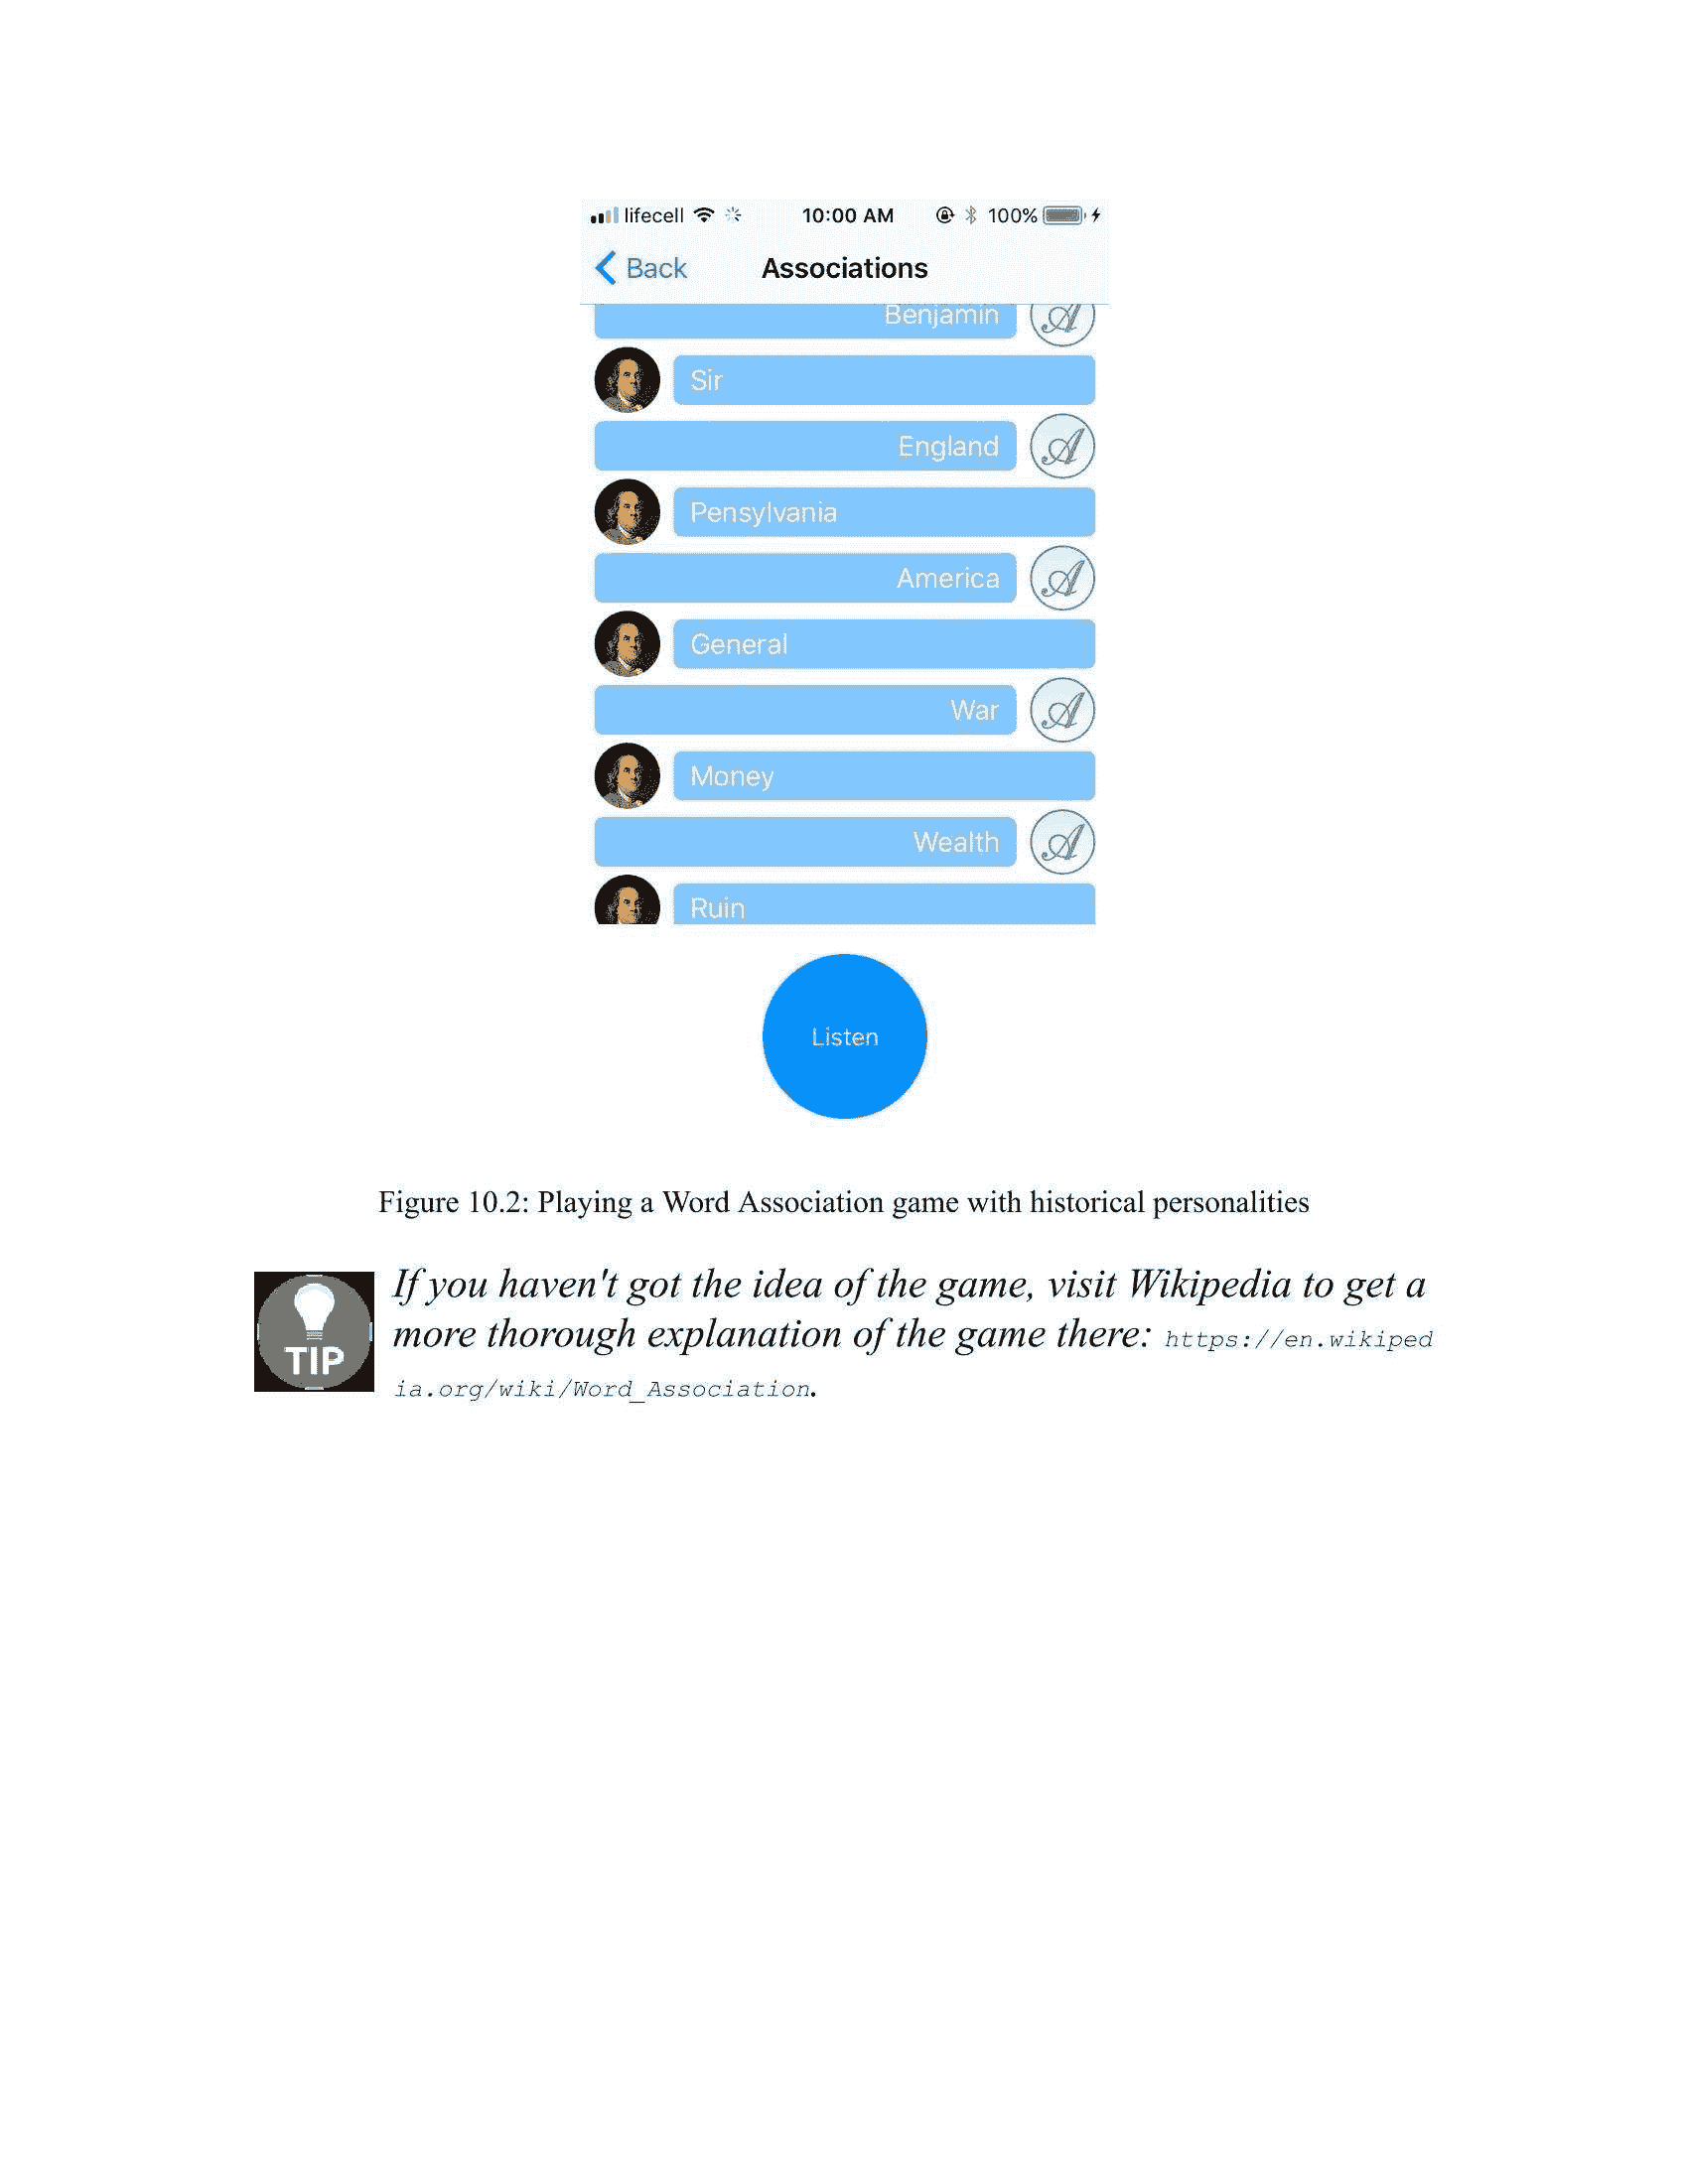 lifecell 10:00 AM 100%
Back Associations
Benjamin A
Sir
England A
Pensylvania
America A
General
War A
Money
Wealth A
Ruin
Listen
Figure 10.2: Playing a Word Association game with historical personalities
If you haven't got the idea of the game, visit Wikipedia to get a
TIP more thorough explanation of the game there: https://en.wikiped
ia.org/wiki/Word_Association.